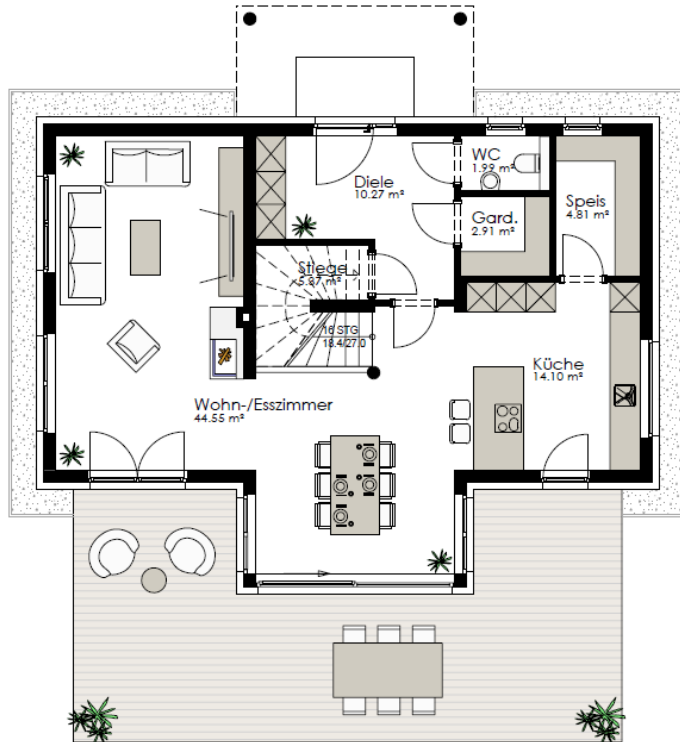 WC
1.99 m²
Diele
10.27 m²
Speis
4.81 m²
Gard.
2.91 m²
Stiege
5.37 m²
16 STG
18.4/27.0
Küche
14.10 m²
Wohn-/Esszimmer
44.55 m²